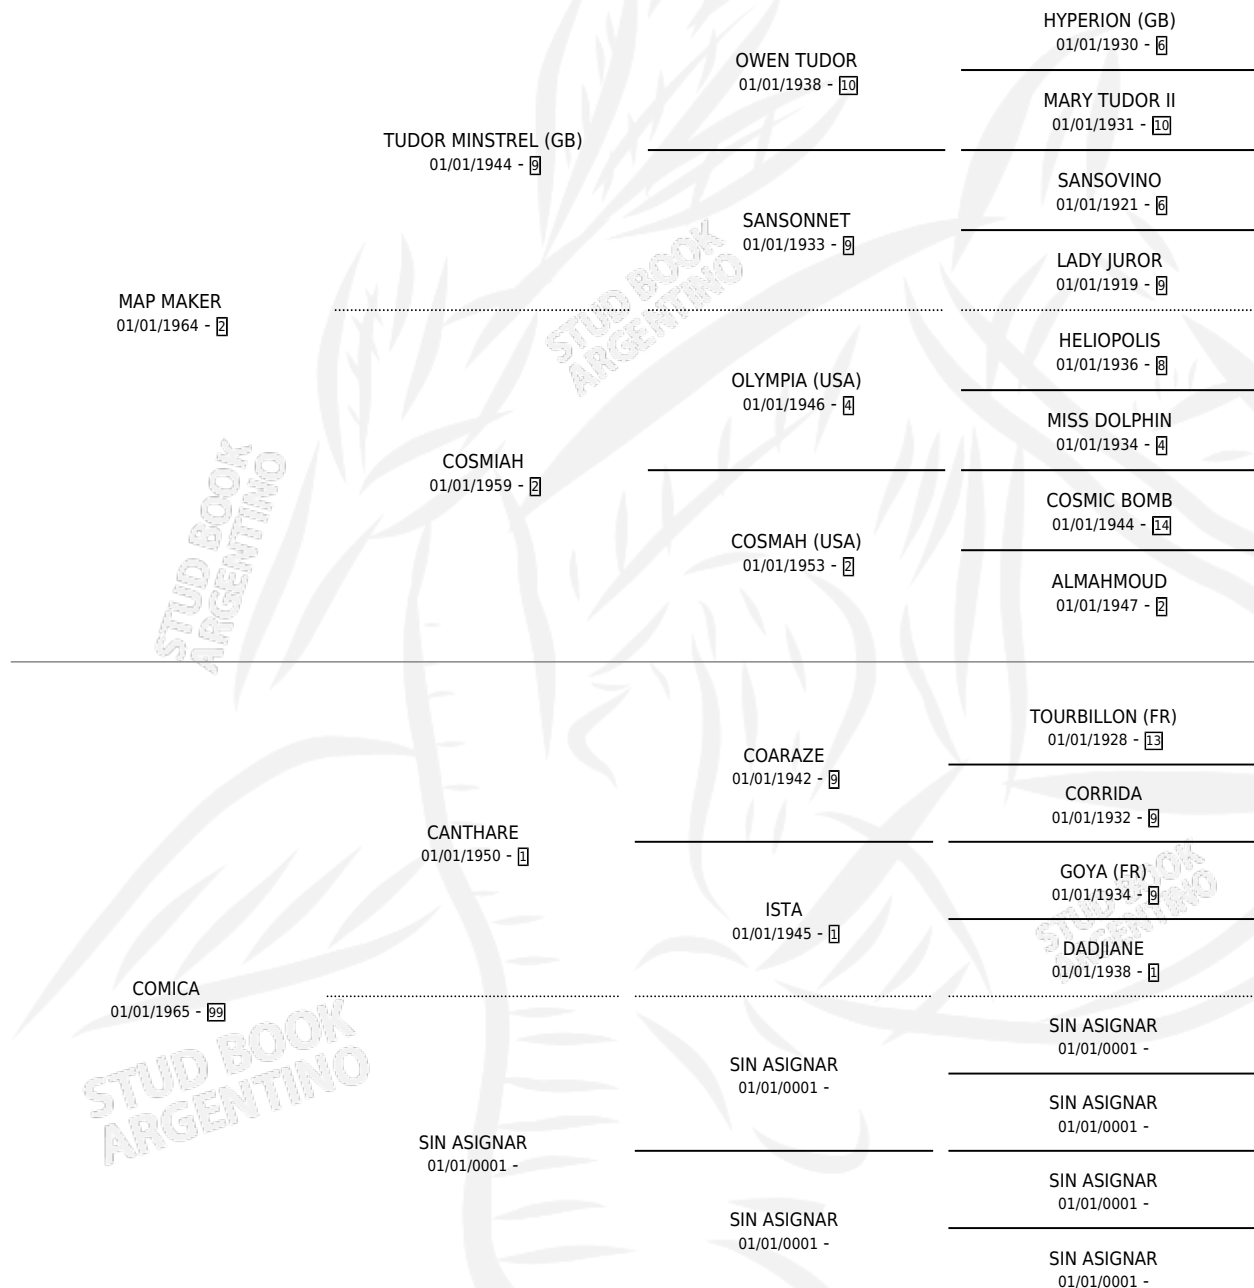 HYPERION (GB)
01/01/1930 - 6
OWEN TUDOR
01/01/1938 - 10
MARY TUDOR II
01/01/1931 - 10
TUDOR MINSTREL (GB)
01/01/1944 - 9
SANSOVINO
01/01/1921 - 6
SANSONNET
01/01/1933 - 9
LADY JUROR
01/01/1919 - 9
MAP MAKER
01/01/1964 - 2
HELIOPOLIS
01/01/1936 - 8
OLYMPIA (USA)
01/01/1946 - 4
MISS DOLPHIN
01/01/1934 - 4
COSMIAH
01/01/1959 - 2
COSMIC BOMB
01/01/1944 - 14
COSMAH (USA)
01/01/1953 - 2
ALMAHMOUD
01/01/1947 - 2
STUD BOOK
ARGENTINO
STUD BOOK
ARGENTINO
TOURBILLON (FR)
01/01/1928 - 13
COARAZE
01/01/1942 - 9
CORRIDA
01/01/1932 - 9
CANTHARE
01/01/1950 - 1
GOYA (FR)
01/01/1934 - 9
ISTA
01/01/1945 - 1
DADJIANE
01/01/1938 - 1
STUD BOOK
ARGENTINO
COMICA
01/01/1965 - 99
SIN ASIGNAR
01/01/0001 -
SIN ASIGNAR
01/01/0001 -
SIN ASIGNAR
01/01/0001 -
STUD BOOK
ARGENTINO
SIN ASIGNAR
01/01/0001 -
SIN ASIGNAR
01/01/0001 -
SIN ASIGNAR
01/01/0001 -
SIN ASIGNAR
01/01/0001 -